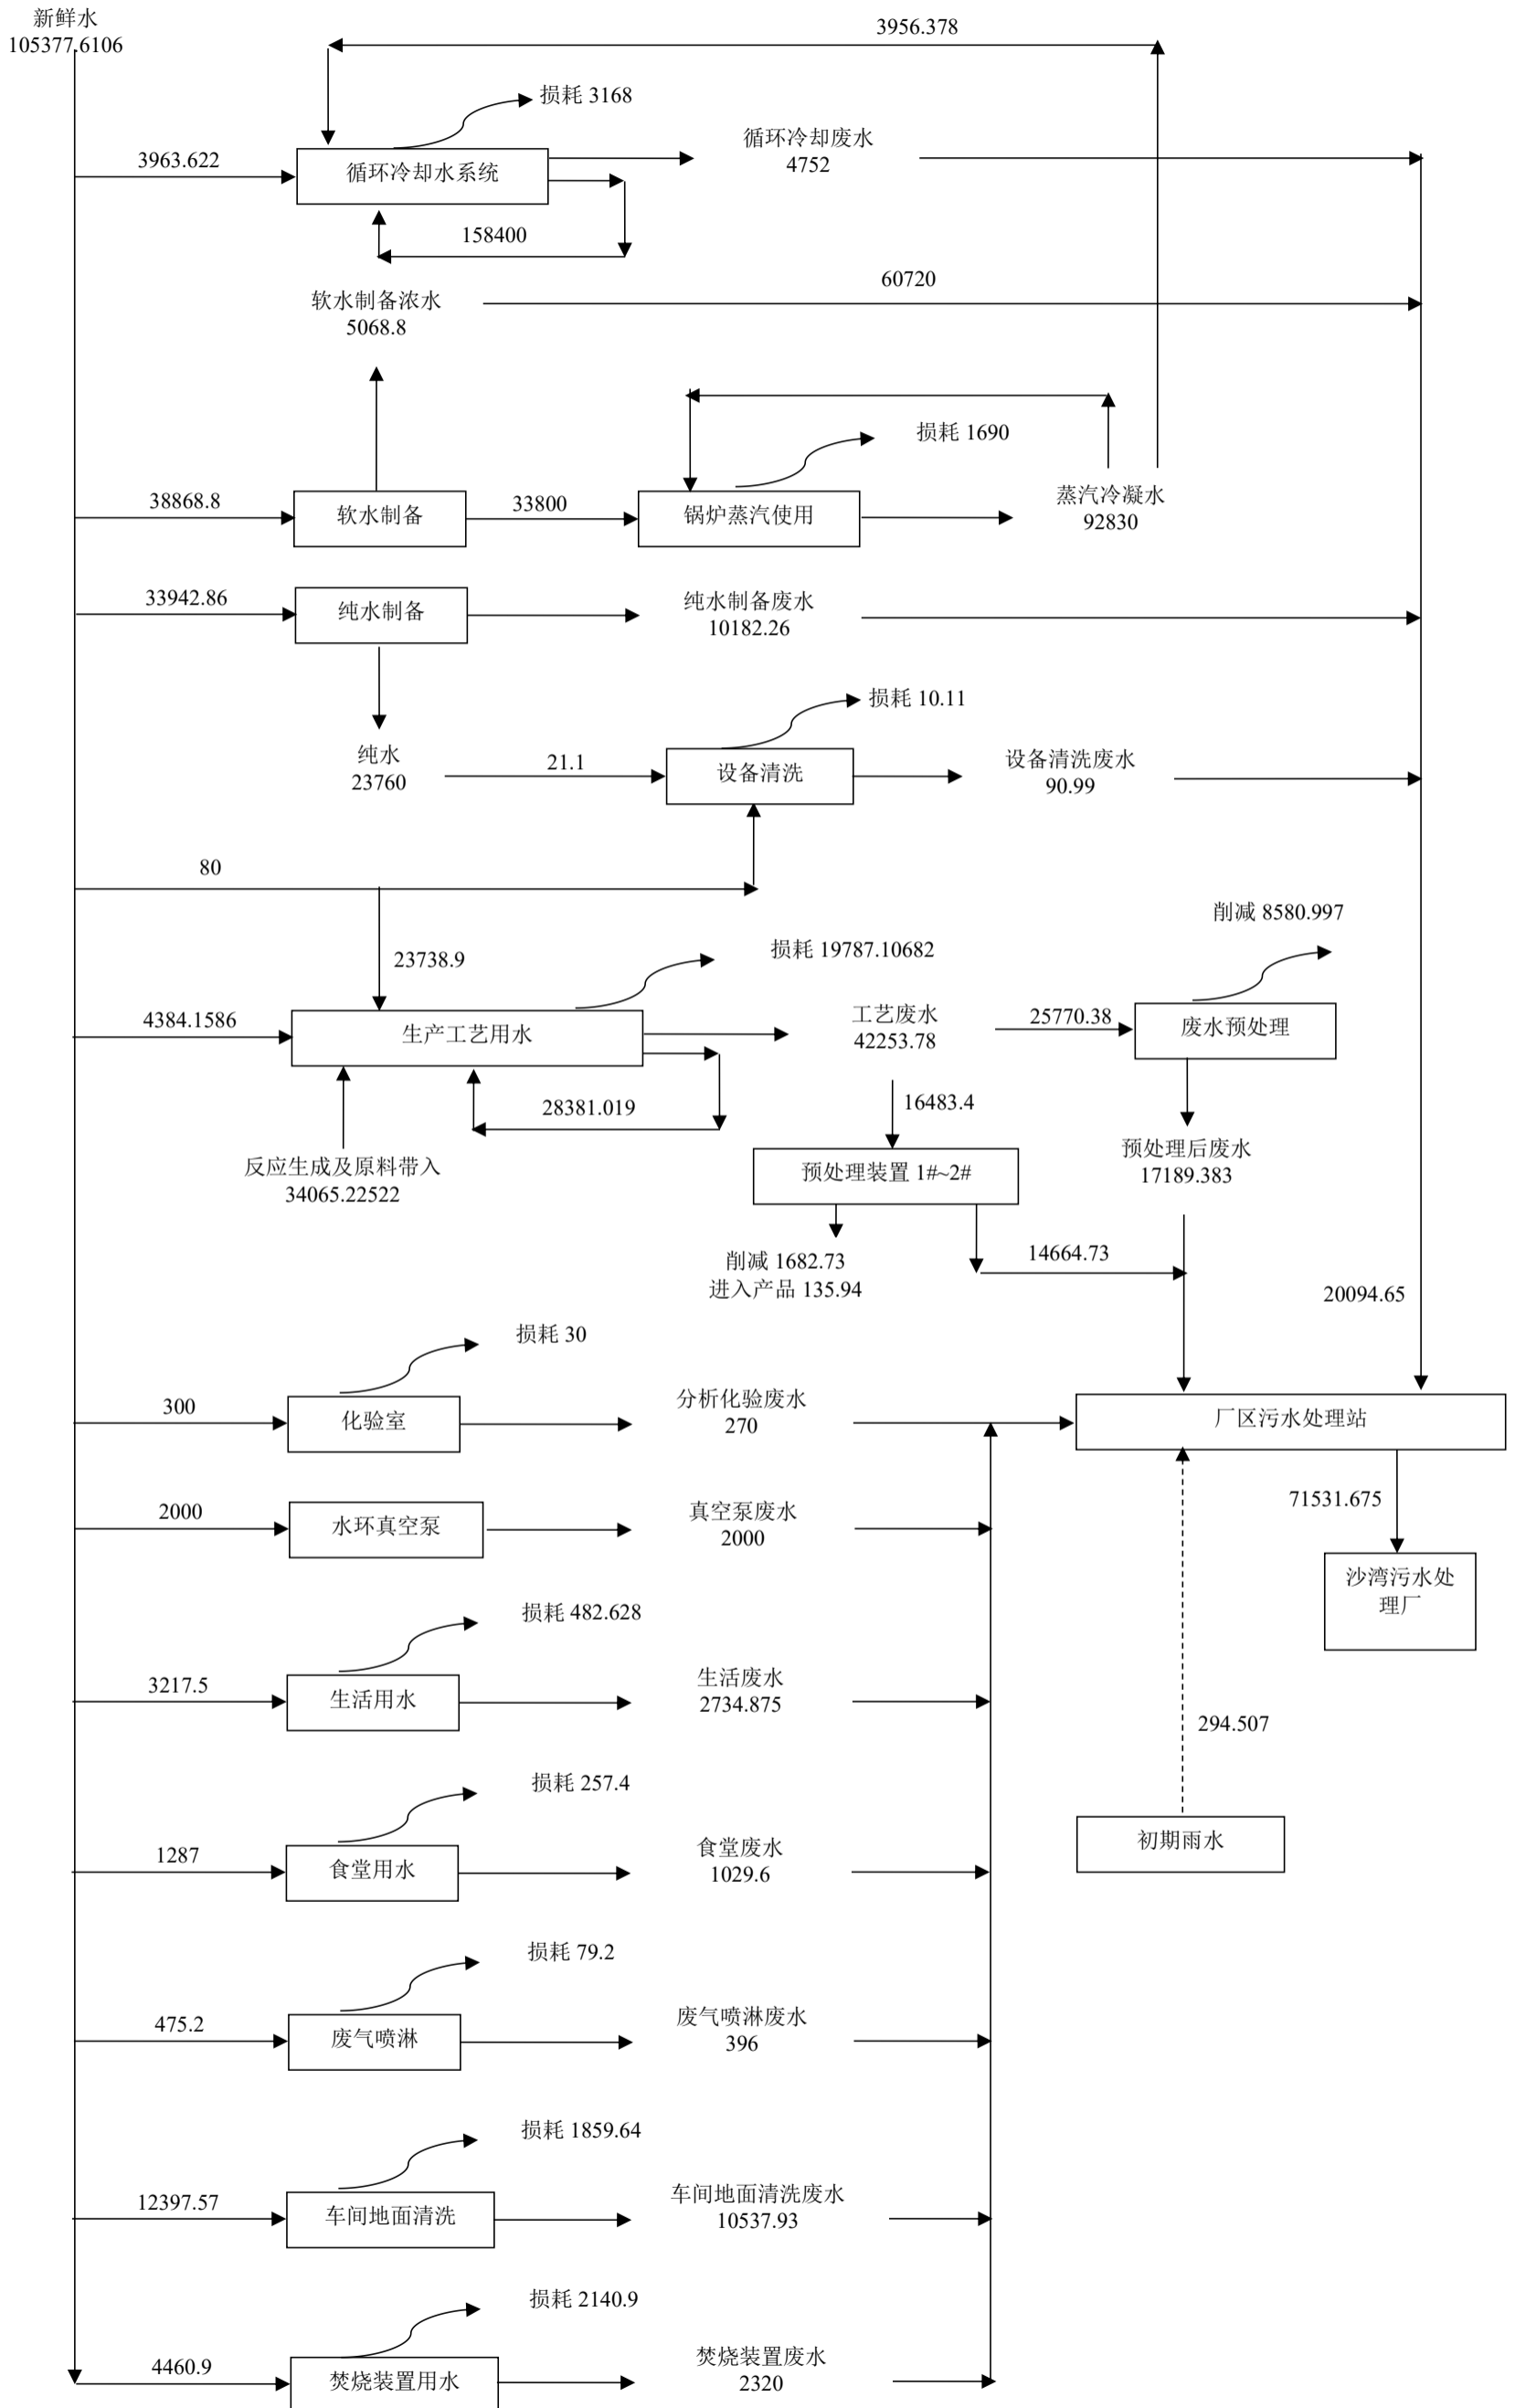 新鲜水
105377.6106
3956.378
损耗 3168
循环冷却废水
4752
3963.622
循环冷却水系统
158400
60720
软水制备浓水
5068.8
损耗 1690
38868.8
软水制备
33800
锅炉蒸汽使用
蒸汽冷凝水
92830
33942.86
纯水制备
纯水制备废水
10182.26
损耗 10.11
纯水
23760
21.1
设备清洗
设备清洗废水
90.99
80
削减 8580.997
23738.9
损耗 19787.10682
4384.1586
生产工艺用水
工艺废水
42253.78
25770.38
废水预处理
28381.019
16483.4
反应生成及原料带入
34065.22522
预处理装置 1#~2#
预处理后废水
17189.383
削减 1682.73
进入产品 135.94
14664.73
20094.65
损耗 30
300
化验室
分析化验废水
270
厂区污水处理站
2000
水环真空泵
真空泵废水
2000
71531.675
沙湾污水处
理厂
损耗 482.628
3217.5
生活用水
生活废水
2734.875
294.507
损耗 257.4
1287
食堂用水
食堂废水
1029.6
初期雨水
损耗 79.2
475.2
废气喷淋
废气喷淋废水
396
损耗 1859.64
12397.57
车间地面清洗
车间地面清洗废水
10537.93
损耗 2140.9
4460.9
焚烧装置用水
焚烧装置废水
2320